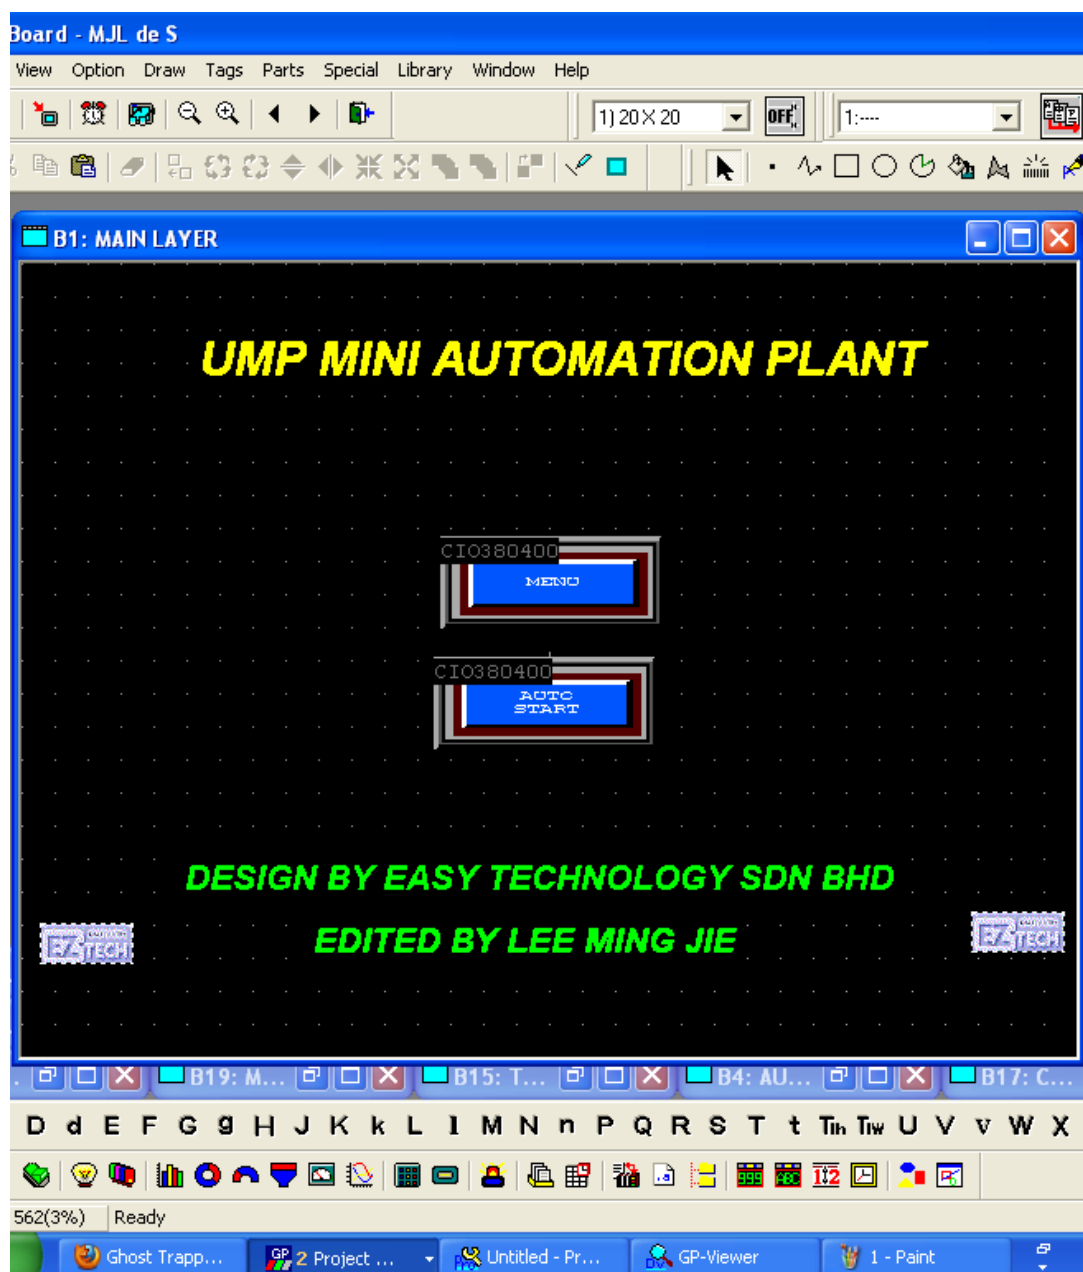 Board - MJL de S
View Option Draw Tags Parts Special Library Window Help
1) 20 X 20 OFF 1:----
B1: MAIN LAYER
UMP MINI AUTOMATION PLANT
CIO380400
MENU
CIO380400
AUTO
START
DESIGN BY EASY TECHNOLOGY SDN BHD
EDITED BY LEE MING JIE
EZ TECH
EZ TECH
B19: M... B15: T... B4: AU... B17: C...
D d E F G g H J K k L l M N n P Q R S T t Tih Tiw U V v W X
999 ABC
562(3%) Ready
Ghost Trapp... GP 2 Project ... Untitled - Pr... GP-Viewer 1 - Paint